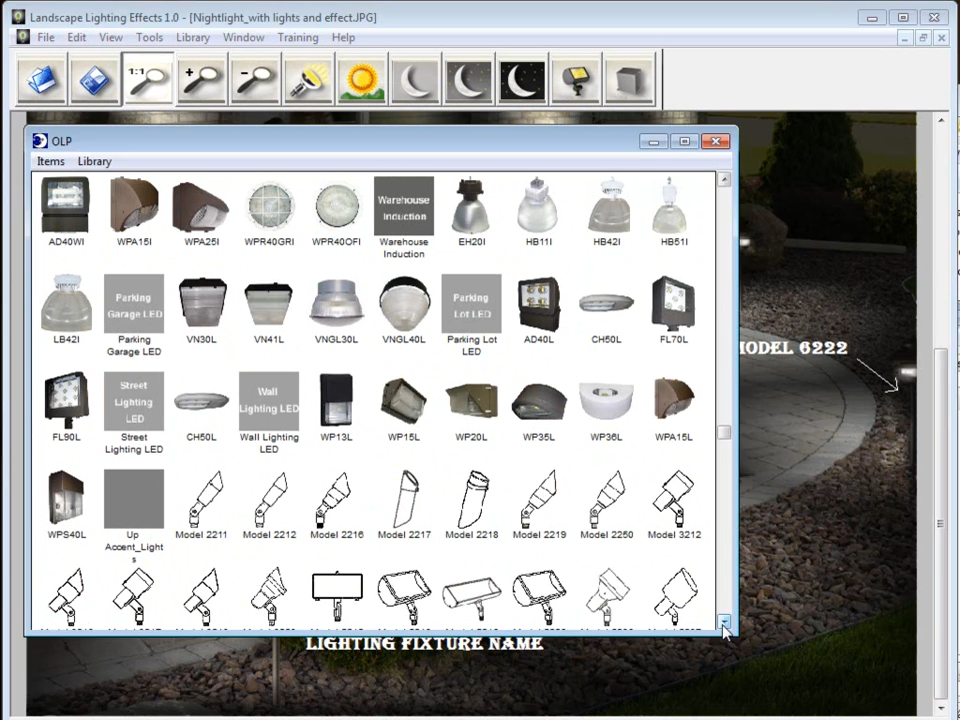 Landscape Lighting Effects 1.0 - [Nightlight_with lights and effect.JPG]
File Edit View Tools Library Window Training Help
1:1 + -
OLP
Items Library
Warehouse
Induction
AD40WI WPA15I WPA25I WPR40GRI WPR40OFI Warehouse Induction EH20I HB11I HB42I HB51I
Parking
Garage LED
Parking
Lot LED
LB42I Parking Garage LED VN30L VN41L VNGL30L VNGL40L Parking Lot LED AD40L CH50L FL70L
MODEL 6222
Street
Lighting
LED
Wall
Lighting LED
FL90L Street Lighting LED CH50L Wall Lighting LED WP13L WP15L WP20L WP35L WP36L WPA15L
WPS40L Up Accent_Lights Model 2211 Model 2212 Model 2216 Model 2217 Model 2218 Model 2219 Model 2250 Model 3212
LIGHTING FIXTURE NAME